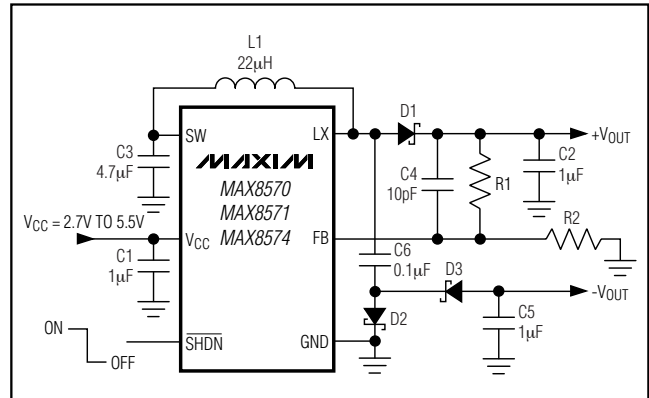 L1
22μH
D1
SW
LX
+VOUT
C3
4.7μF
MAXIM
C4
10pF
R1
C2
1μF
MAX8570
MAX8571
MAX8574
R2
VCC = 2.7V TO 5.5V
VCC
FB
C1
1μF
C6
0.1μF
D3
-VOUT
D2
C5
1μF
ON
OFF
SHDN
GND